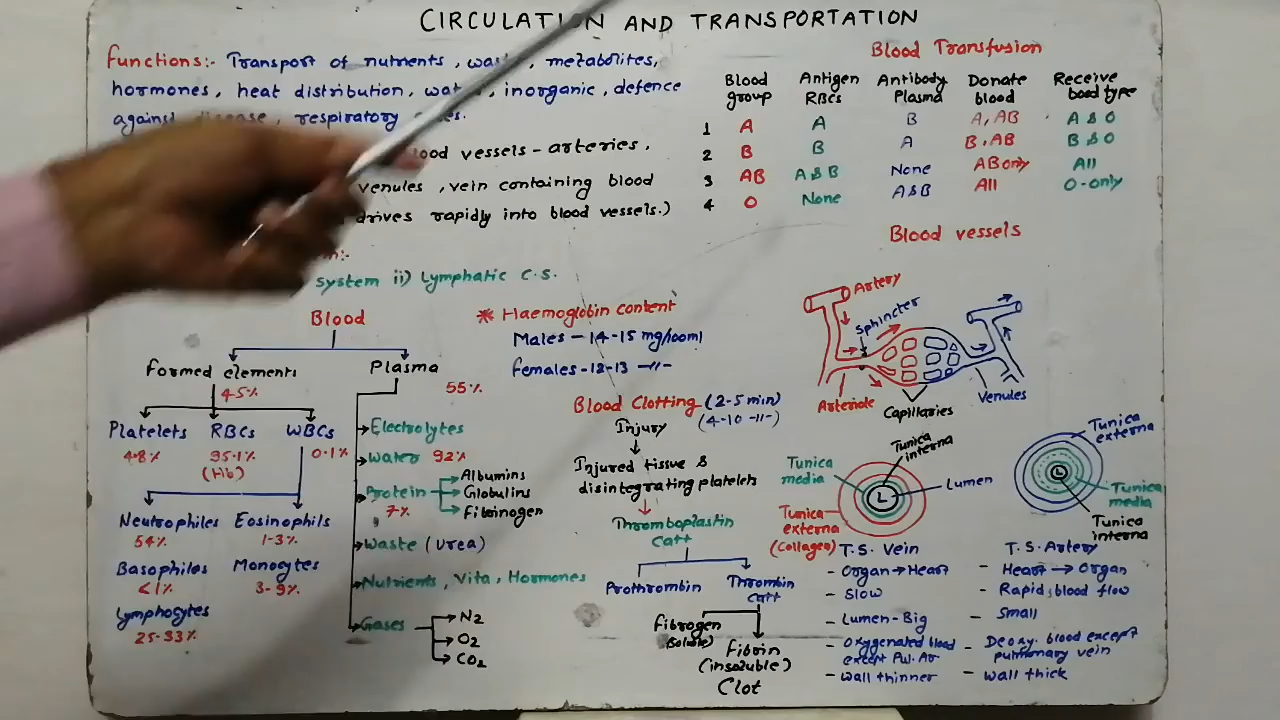 CIRCULATION AND TRANSPORTATION
Functions:- Transport of nutrients, metabolites,
hormones, heat distribution, inorganic, defence
against disease, respiratory
blood vessels - arteries,
venules, vein containing blood
drives rapidly into blood vessels.)
system ii) Lymphatic C.S.
Blood Transfusion
Blood group Antigen RBCs Antibody Plasma Donate blood Receive bood type
1 A A B A, AB A & O
2 B B A B, AB B & O
3 AB A & B None AB only All
4 O None A & B All O-only
Blood
Formed elements 45%
Plasma 55%
Platelets RBCs WBCs
4.8% 95.1% 0.1%
(Hb)
Neutrophiles Eosinophils
54% 1-3%
Basophiles Monocytes
<1% 3-9%
Lymphocytes
25-33%
Electrolytes
Water 92%
Protein 7%
Albumins
Globulins
Fibrinogen
Waste (Urea)
Nutrients, Vita, Hormones
Gases
N2
O2
CO2
* Haemoglobin content
Males - 14-15 mg/100ml
Females - 12-13 -11-
Blood Clotting (2-5 min)
(4-10 -11-)
Injury
Injured tissue &
disintegrating platelets
Thromboplastin
Ca++
Prothrombin Thrombin
Ca++
Fibrogen
(soluble)
Fibrin
(insoluble)
Clot
Blood vessels
Artery
Sphincter
Arteriole
Capillaries
Venules
Tunica interna
Tunica media
Lumen
Tunica externa
(Collagen)
L
Tunica externa
Tunica media
Tunica interna
L
T.S. Vein
- Organ → Heart
- Slow
- Lumen-Big
- Oxygenated blood
except Pul. Ar
- Wall thinner
T.S. Artery
- Heart → Organ
- Rapid, blood flow
- Small
- Deoxy. blood except
pulmonary vein
- Wall thick